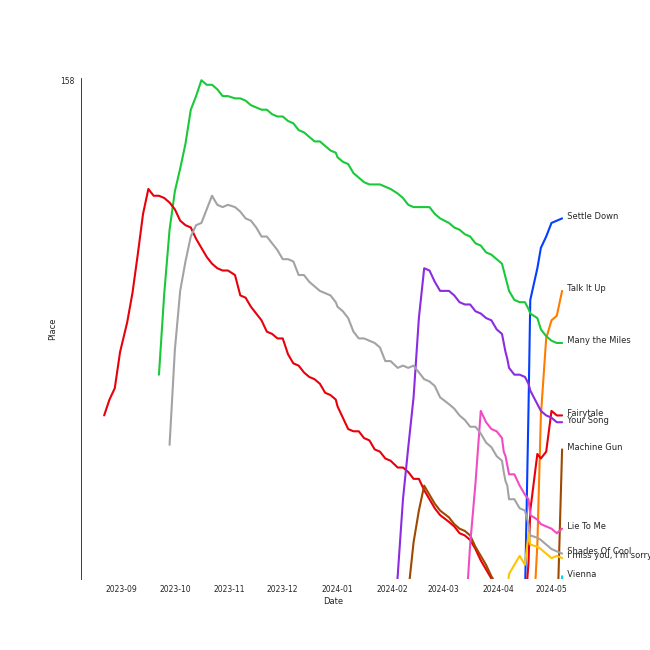 158
Settle Down
Talk It Up
Many the Miles
Fairytale
Your Song
Machine Gun
Lie To Me
Shades Of Cool
I miss you, I'm sorry
Vienna
Place
2023-09 2023-10 2023-11 2023-12 2024-01 2024-02 2024-03 2024-04 2024-05
Date